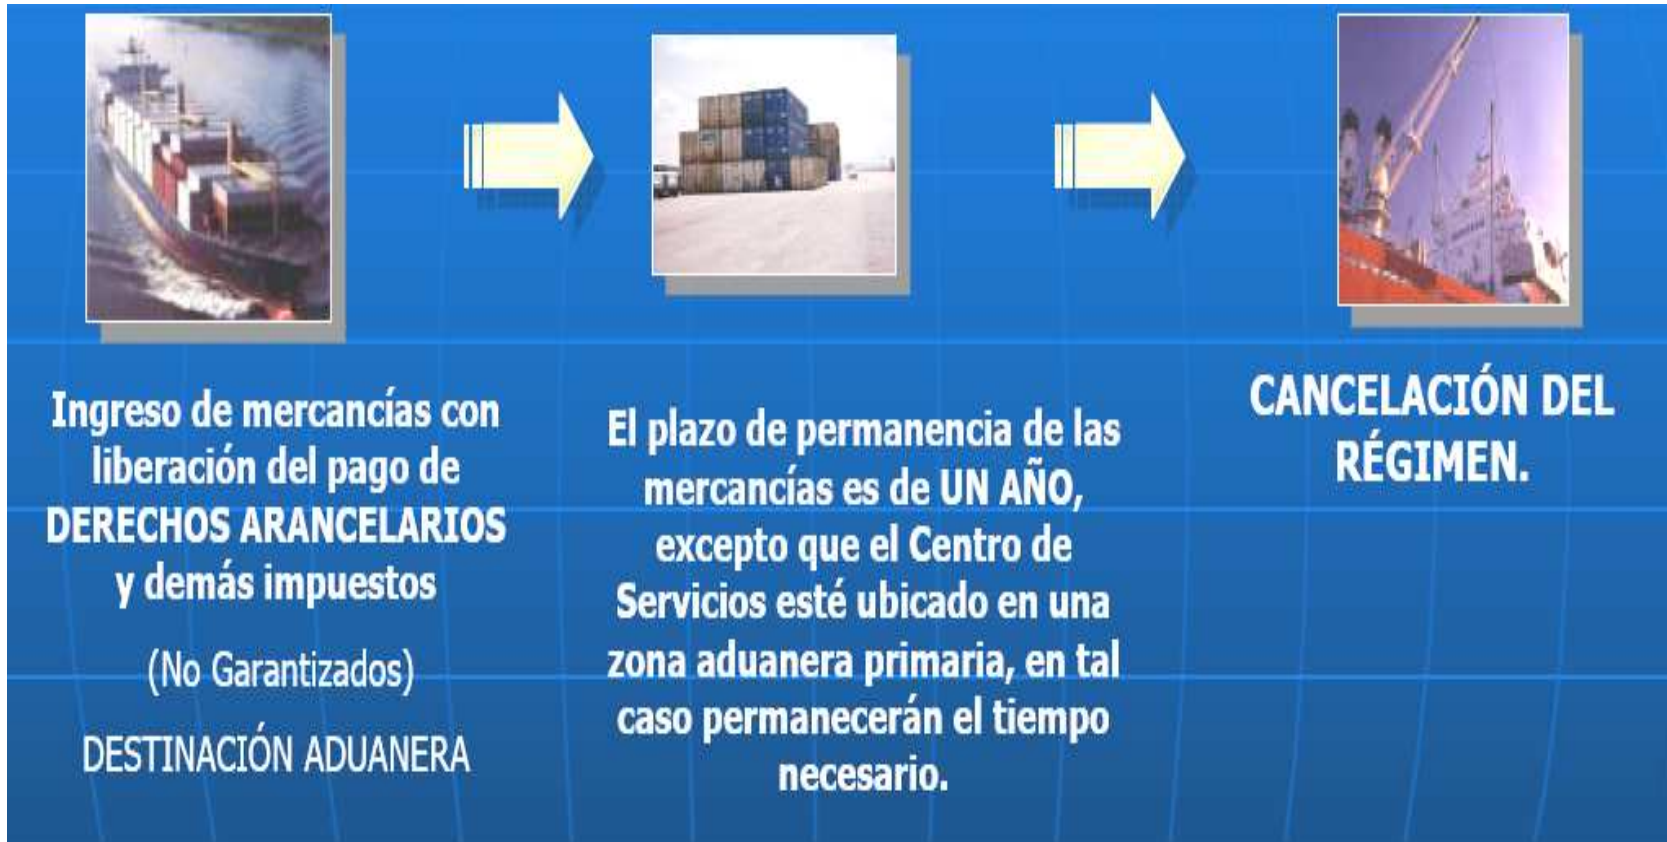 Ingreso de mercancías con
liberación del pago de
DERECHOS ARANCELARIOS
y demás impuestos
(No Garantizados)
DESTINACIÓN ADUANERA
El plazo de permanencia de las
mercancías es de UN AÑO,
excepto que el Centro de
Servicios esté ubicado en una
zona aduanera primaria, en tal
caso permanecerán el tiempo
necesario.
CANCELACIÓN DEL
RÉGIMEN.